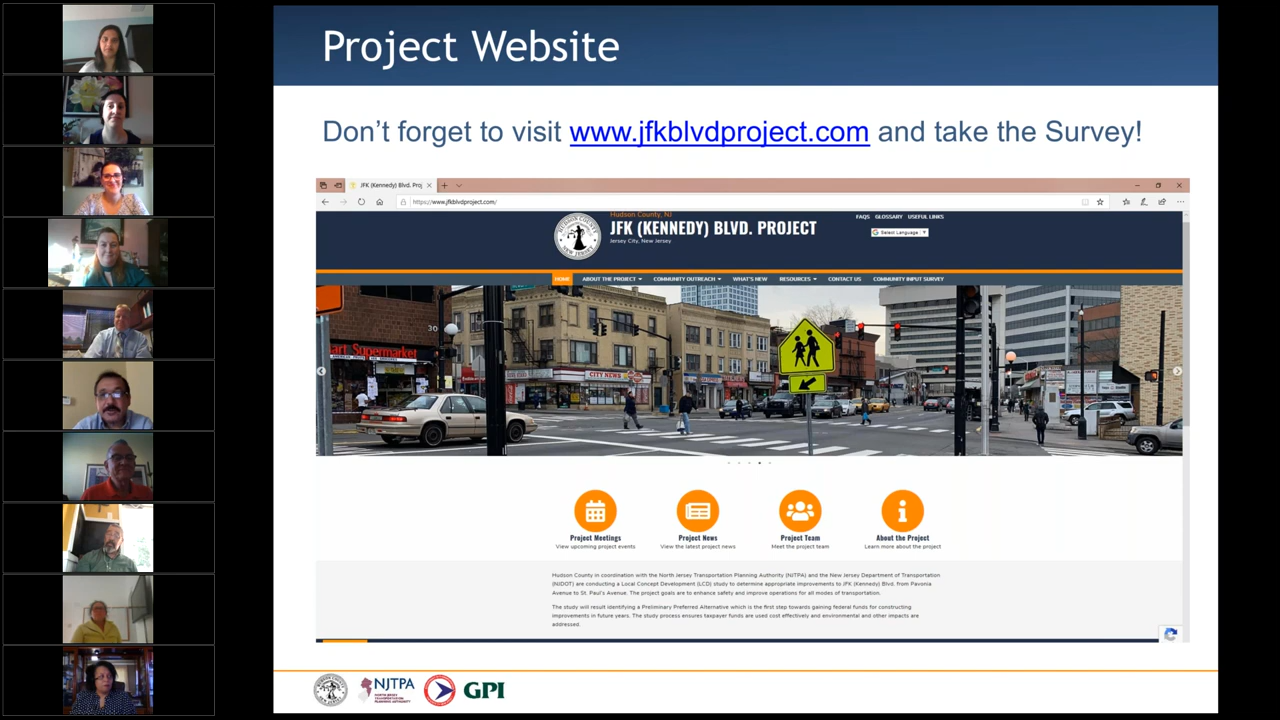 Project Website
Don't forget to visit www.jfkblvdproject.com and take the Survey!
JFK (Kennedy) Blvd. Proj
https://www.jfkblvdproject.com/
Hudson County, NJ
JFK (KENNEDY) BLVD. PROJECT
Jersey City, New Jersey
FAQS GLOSSARY USEFUL LINKS
Select Language
HOME ABOUT THE PROJECT COMMUNITY OUTREACH WHAT'S NEW RESOURCES CONTACT US COMMUNITY INPUT SURVEY
30
art Supermarket
CITY NEWS
Project Meetings
View upcoming project events
Project News
View the latest project news
Project Team
Meet the project team
About the Project
Learn more about the project
Hudson County in coordination with the North Jersey Transportation Planning Authority (NJTPA) and the New Jersey Department of Transportation
(NJDOT) are conducting a Local Concept Development (LCD) study to determine appropriate improvements to JFK (Kennedy) Blvd. from Pavonia
Avenue to St. Paul's Avenue. The project goals are to enhance safety and improve operations for all modes of transportation.
The study will result identifying a Preliminary Preferred Alternative which is the first step towards gaining federal funds for constructing
improvements in future years. The study process ensures taxpayer funds are used cost effectively and environmental and other impacts are
addressed.
NJTPA
NORTH JERSEY
TRANSPORTATION
PLANNING AUTHORITY
GPI